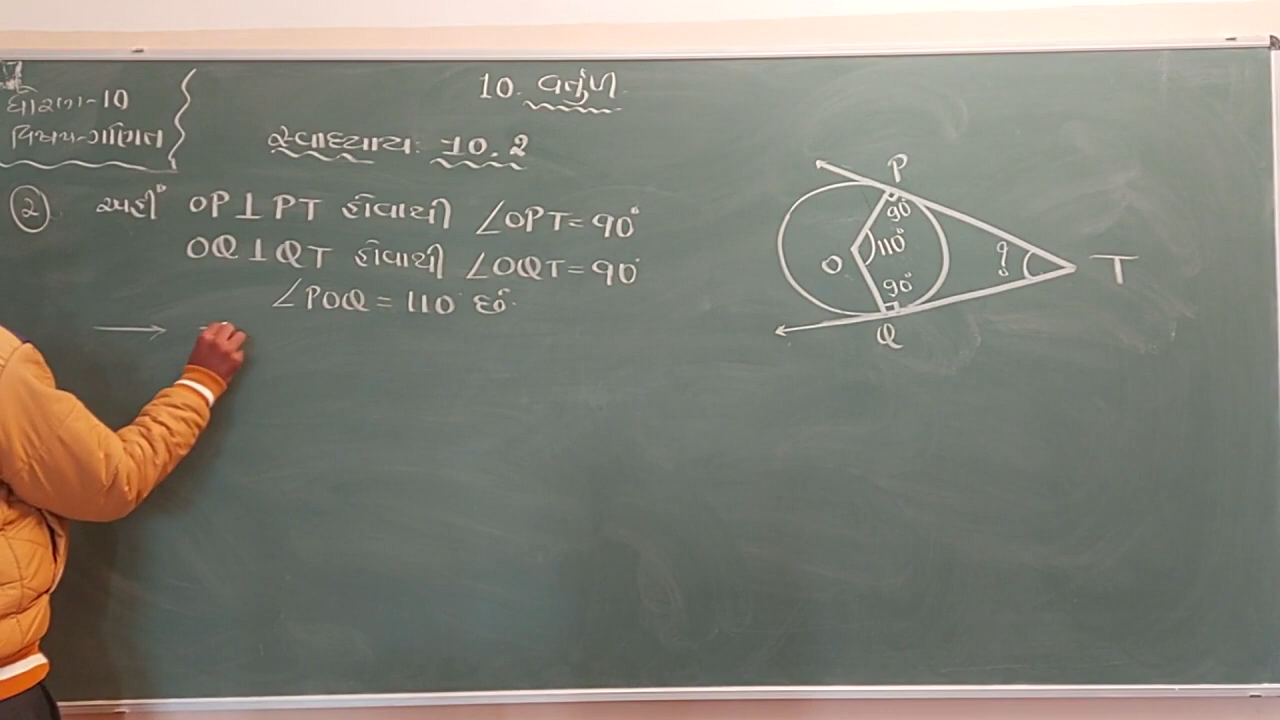 ધોરણ-10
વિષય-ગણિત
10. વર્તુળ
સ્વાધ્યાય: 10.2
② અહીં OP⊥PT હોવાથી ∠OPT=90°
OQ⊥QT હોવાથી ∠OQT=90°
∠POQ = 110° છે.
P
90°
110°
O
90°
Q
?
T